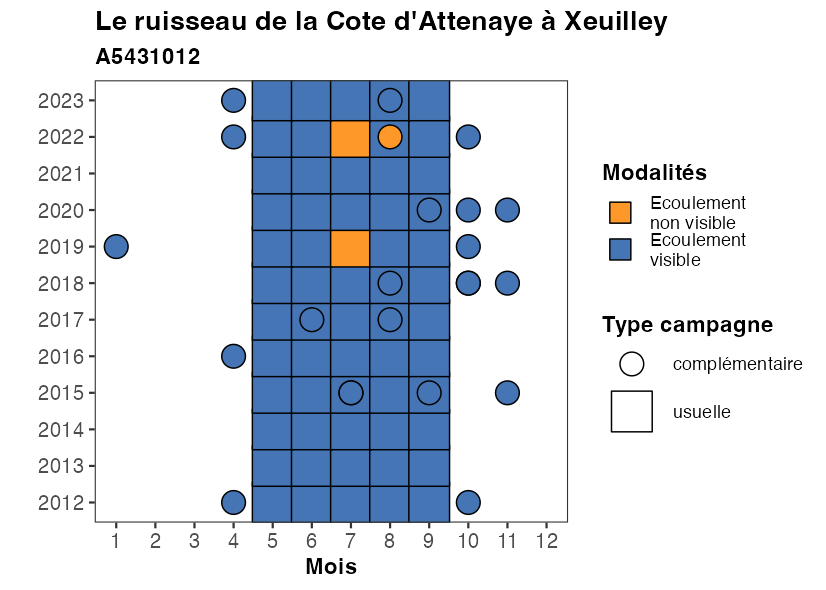 Le ruisseau de la Cote d'Attenaye à Xeuilley
A5431012
2023
2022
2021
2020
2019
2018
2017
2016
2015
2014
2013
2012
1 2 3 4 5 6 7 8 9 10 11 12
Mois
Modalités
Ecoulement
non visible
Ecoulement
visible
Type campagne
complémentaire
usuelle